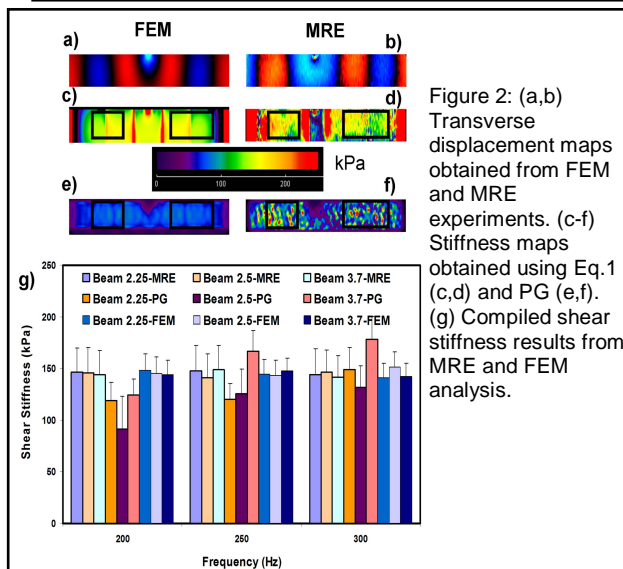 FEM
MRE
a)
b)
c)
d)
kPa
0
100
200
e)
f)
Figure 2: (a,b)
Transverse
displacement maps
obtained from FEM
and MRE
experiments. (c-f)
Stiffness maps
obtained using Eq.1
(c,d) and PG (e,f).
(g) Compiled shear
stiffness results from
MRE and FEM
analysis.
g)
Beam 2.25-MRE Beam 2.5-MRE Beam 3.7-MRE
Beam 2.25-PG Beam 2.5-PG Beam 3.7-PG
Beam 2.25-FEM Beam 2.5-FEM Beam 3.7-FEM
Shear Stiffness (kPa)
250
200
150
100
50
0
200 250 300
Frequency (Hz)